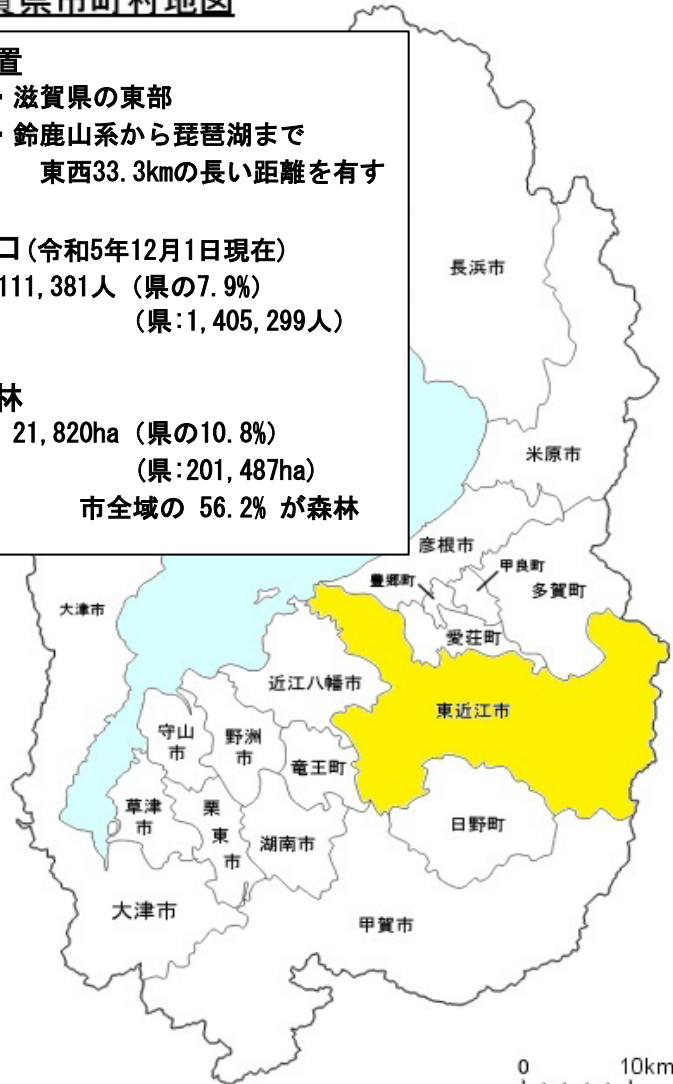 賀県市町村地図
置
・滋賀県の東部
・鈴鹿山系から琵琶湖まで
東西33.3kmの長い距離を有す
口(令和5年12月1日現在)
111,381人（県の7.9%）
（県:1,405,299人）
林
21,820ha（県の10.8%）
（県:201,487ha）
市全域の 56.2% が森林
長浜市
米原市
彦根市
甲良町
豊郷町
多賀町
大津市
愛荘町
近江八幡市
東近江市
守山
市
野洲
市
竜王町
草津
市
栗
東
市
湖南市
日野町
大津市
甲賀市
0 10km